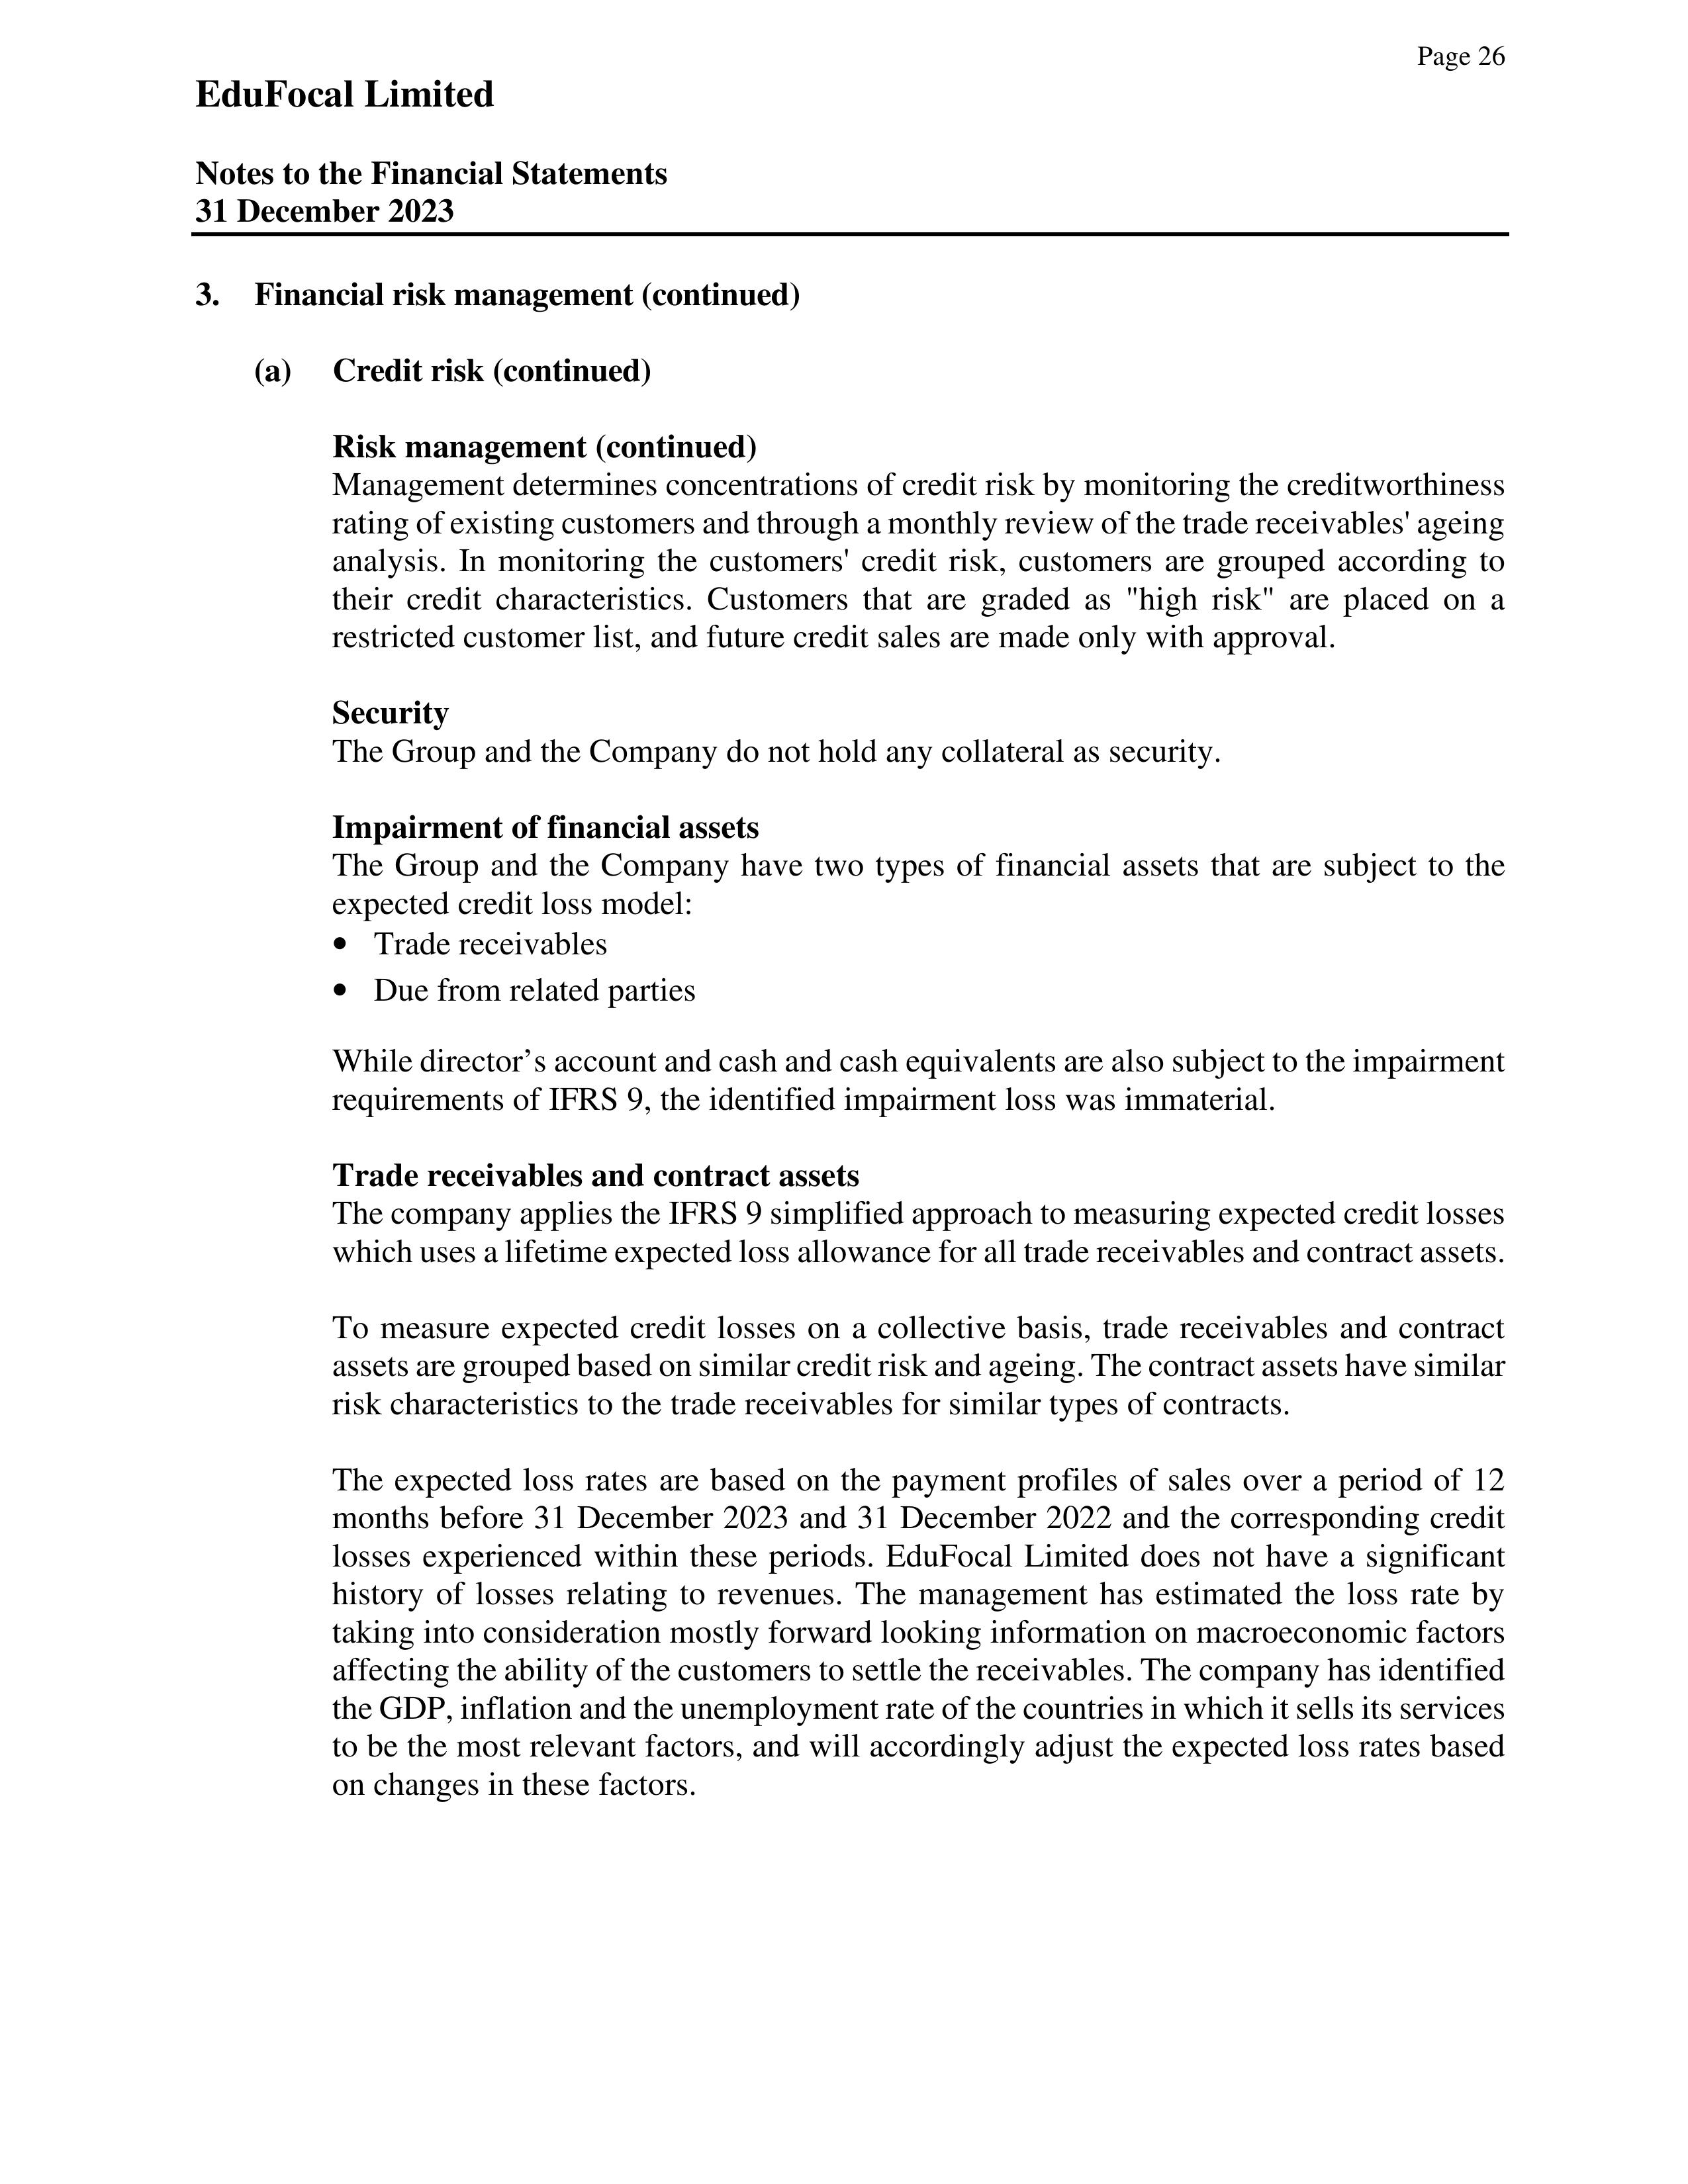 Page 26
EduFocal Limited
Notes to the Financial Statements
31 December 2023
3. Financial risk management (continued)
(a) Credit risk (continued)
Risk management (continued)
Management determines concentrations of credit risk by monitoring the creditworthiness
rating of existing customers and through a monthly review of the trade receivables' ageing
analysis. In monitoring the customers' credit risk, customers are grouped according to
their credit characteristics. Customers that are graded as "high risk" are placed on a
restricted customer list, and future credit sales are made only with approval.
Security
The Group and the Company do not hold any collateral as security.
Impairment of financial assets
The Group and the Company have two types of financial assets that are subject to the
expected credit loss model:
• Trade receivables
• Due from related parties
While director’s account and cash and cash equivalents are also subject to the impairment
requirements of IFRS 9, the identified impairment loss was immaterial.
Trade receivables and contract assets
The company applies the IFRS 9 simplified approach to measuring expected credit losses
which uses a lifetime expected loss allowance for all trade receivables and contract assets.
To measure expected credit losses on a collective basis, trade receivables and contract
assets are grouped based on similar credit risk and ageing. The contract assets have similar
risk characteristics to the trade receivables for similar types of contracts.
The expected loss rates are based on the payment profiles of sales over a period of 12
months before 31 December 2023 and 31 December 2022 and the corresponding credit
losses experienced within these periods. EduFocal Limited does not have a significant
history of losses relating to revenues. The management has estimated the loss rate by
taking into consideration mostly forward looking information on macroeconomic factors
affecting the ability of the customers to settle the receivables. The company has identified
the GDP, inflation and the unemployment rate of the countries in which it sells its services
to be the most relevant factors, and will accordingly adjust the expected loss rates based
on changes in these factors.